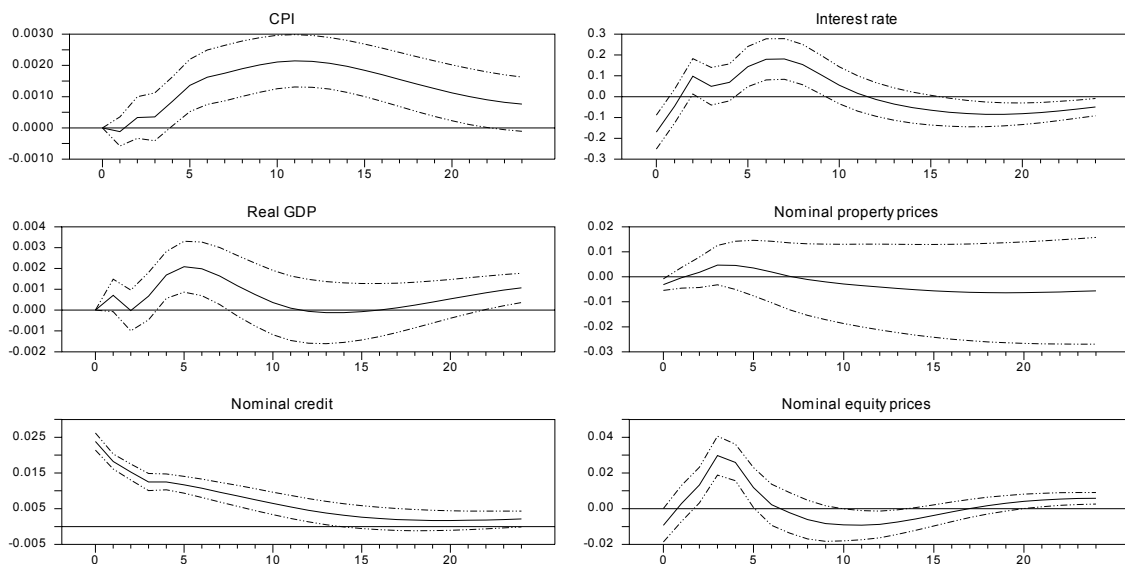 CPI
0.0030
0.0020
0.0010
0.0000
-0.0010
0 5 10 15 20
Interest rate
0.3
0.2
0.1
0.0
-0.1
-0.2
-0.3
0 5 10 15 20
Real GDP
0.004
0.003
0.002
0.001
0.000
-0.001
-0.002
0 5 10 15 20
Nominal property prices
0.02
0.01
0.00
-0.01
-0.02
-0.03
0 5 10 15 20
Nominal credit
0.025
0.015
0.005
-0.005
0 5 10 15 20
Nominal equity prices
0.04
0.02
0.00
-0.02
0 5 10 15 20